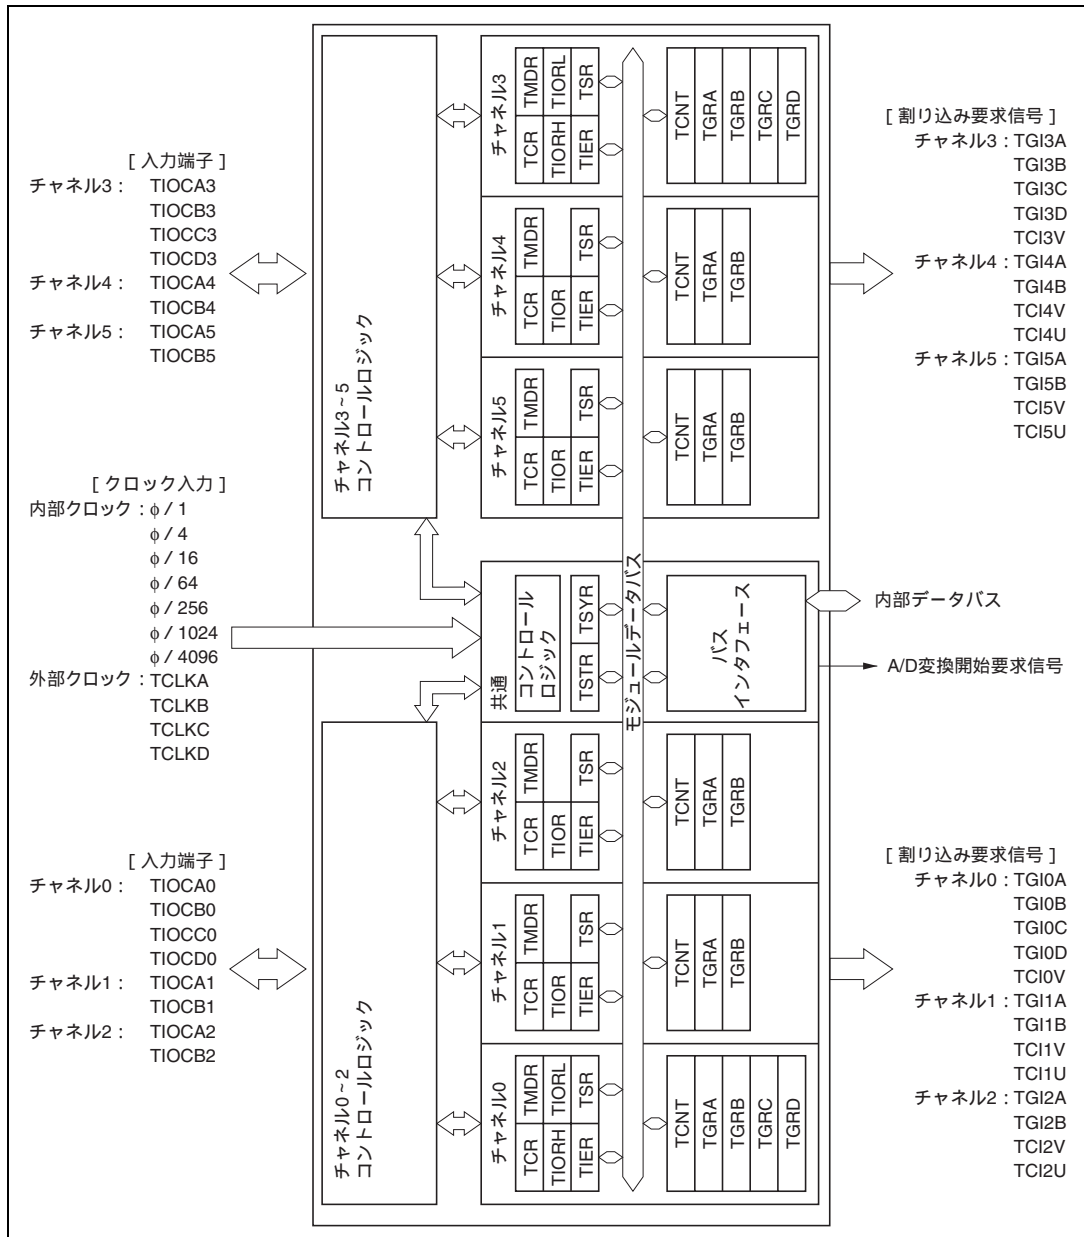 [ 入力端子 ]
チャネル3 : TIOCA3
TIOCB3
TIOCC3
TIOCD3
チャネル4 : TIOCA4
TIOCB4
チャネル5 : TIOCA5
TIOCB5
[ クロック入力 ]
内部クロック : φ / 1
φ / 4
φ / 16
φ / 64
φ / 256
φ / 1024
φ / 4096
外部クロック : TCLKA
TCLKB
TCLKC
TCLKD
[ 入力端子 ]
チャネル0 : TIOCA0
TIOCB0
TIOCC0
TIOCD0
チャネル1 : TIOCA1
TIOCB1
チャネル2 : TIOCA2
TIOCB2
チャネル3~5
コントロールロジック
チャネル0~2
コントロールロジック
チャネル3
TCR TMDR
TIORH TIORL
TIER TSR
TCNT
TGRA
TGRB
TGRC
TGRD
チャネル4
TCR TMDR
TIOR
TIER TSR
TCNT
TGRA
TGRB
チャネル5
TCR TMDR
TIOR
TIER TSR
TCNT
TGRA
TGRB
共通
コントロール
ロジック
TSTR TSYR
モジュールデータバス
バス
インタフェース
チャネル2
TCR TMDR
TIOR
TIER TSR
TCNT
TGRA
TGRB
チャネル1
TCR TMDR
TIOR
TIER TSR
TCNT
TGRA
TGRB
チャネル0
TCR TMDR
TIORH TIORL
TIER TSR
TCNT
TGRA
TGRB
TGRC
TGRD
[ 割り込み要求信号 ]
チャネル3 : TGI3A
TGI3B
TGI3C
TGI3D
TCI3V
チャネル4 : TGI4A
TGI4B
TCI4V
TCI4U
チャネル5 : TGI5A
TGI5B
TCI5V
TCI5U
内部データバス
A/D変換開始要求信号
[ 割り込み要求信号 ]
チャネル0 : TGI0A
TGI0B
TGI0C
TGI0D
TCI0V
チャネル1 : TGI1A
TGI1B
TCI1V
TCI1U
チャネル2 : TGI2A
TGI2B
TCI2V
TCI2U